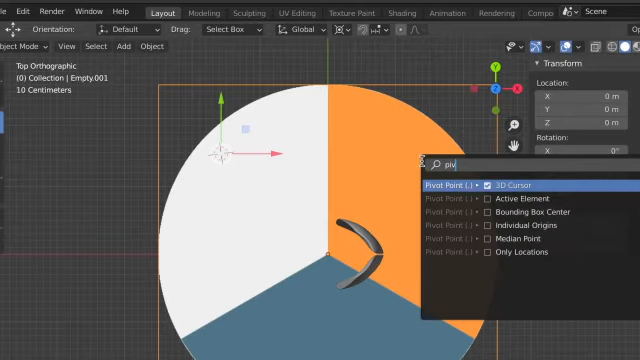 File Edit Render Window Help Layout Modeling Sculpting UV Editing Texture Paint Shading Animation Rendering Compo Scene
Orientation: Default Drag: Select Box Global Op
bject Mode View Select Add Object
Top Orthographic
(0) Collection | Empty.001
10 Centimeters
Y
X
Z
Transform
Location:
X 0 m
Y 0 m
Z 0 m
Rotation:
X 0°
piv
Pivot Point (.) 3D Cursor
Pivot Point (.) Active Element
Pivot Point (.) Bounding Box Center
Pivot Point (.) Individual Origins
Pivot Point (.) Median Point
Pivot Point (.) Only Locations